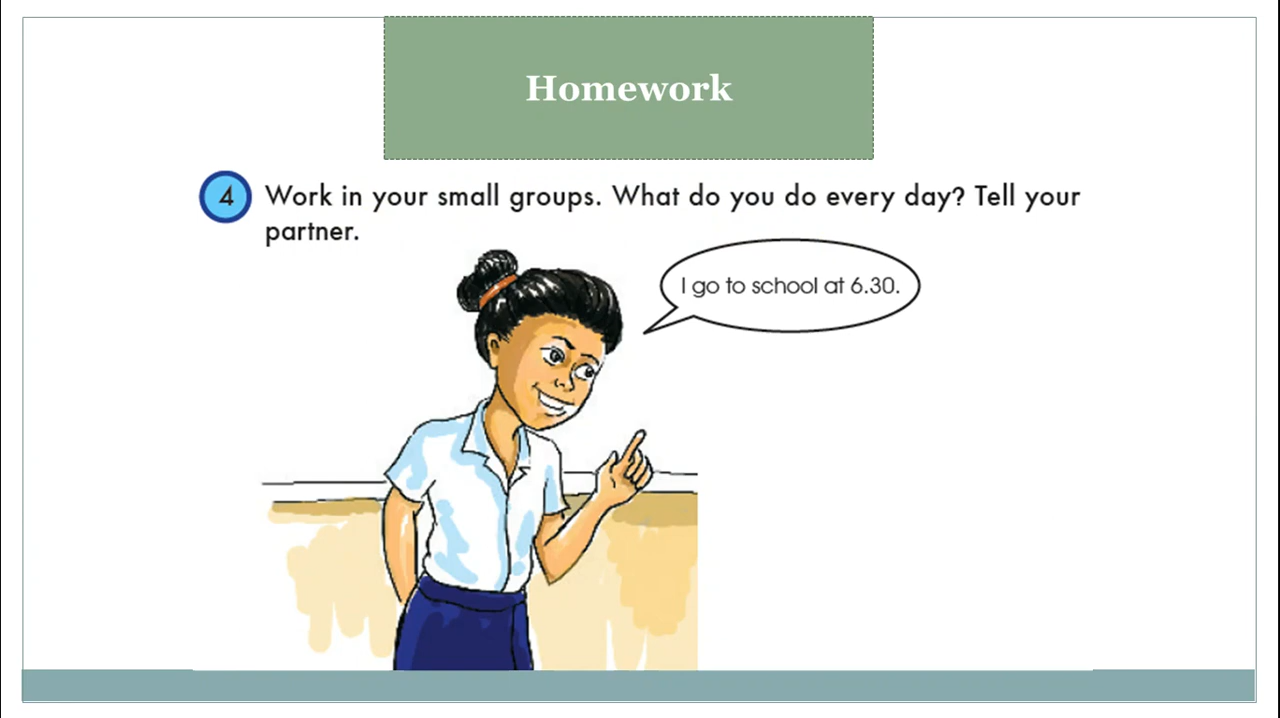 Homework
4 Work in your small groups. What do you do every day? Tell your
partner.
I go to school at 6.30.